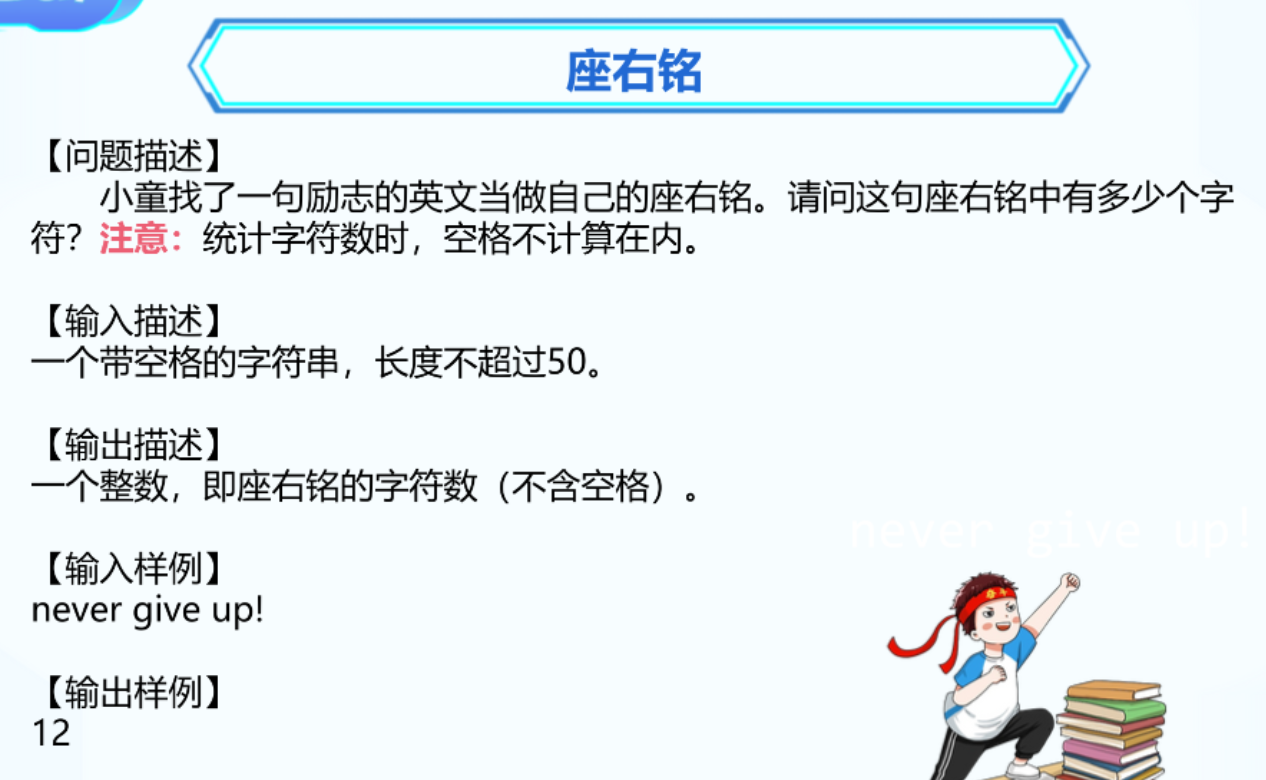 座右铭
【问题描述】
小童找了一句励志的英文当做自己的座右铭。请问这句座右铭中有多少个字
符？注意：统计字符数时，空格不计算在内。
【输入描述】
一个带空格的字符串，长度不超过50。
【输出描述】
一个整数，即座右铭的字符数（不含空格）。
never give up!
【输入样例】
never give up!
【输出样例】
12